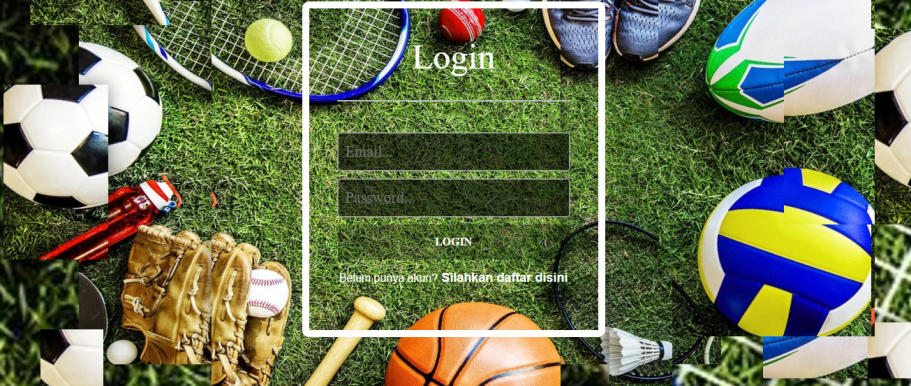 Login
Email...
Password...
LOGIN
Belum punya akun? Silahkan daftar disini